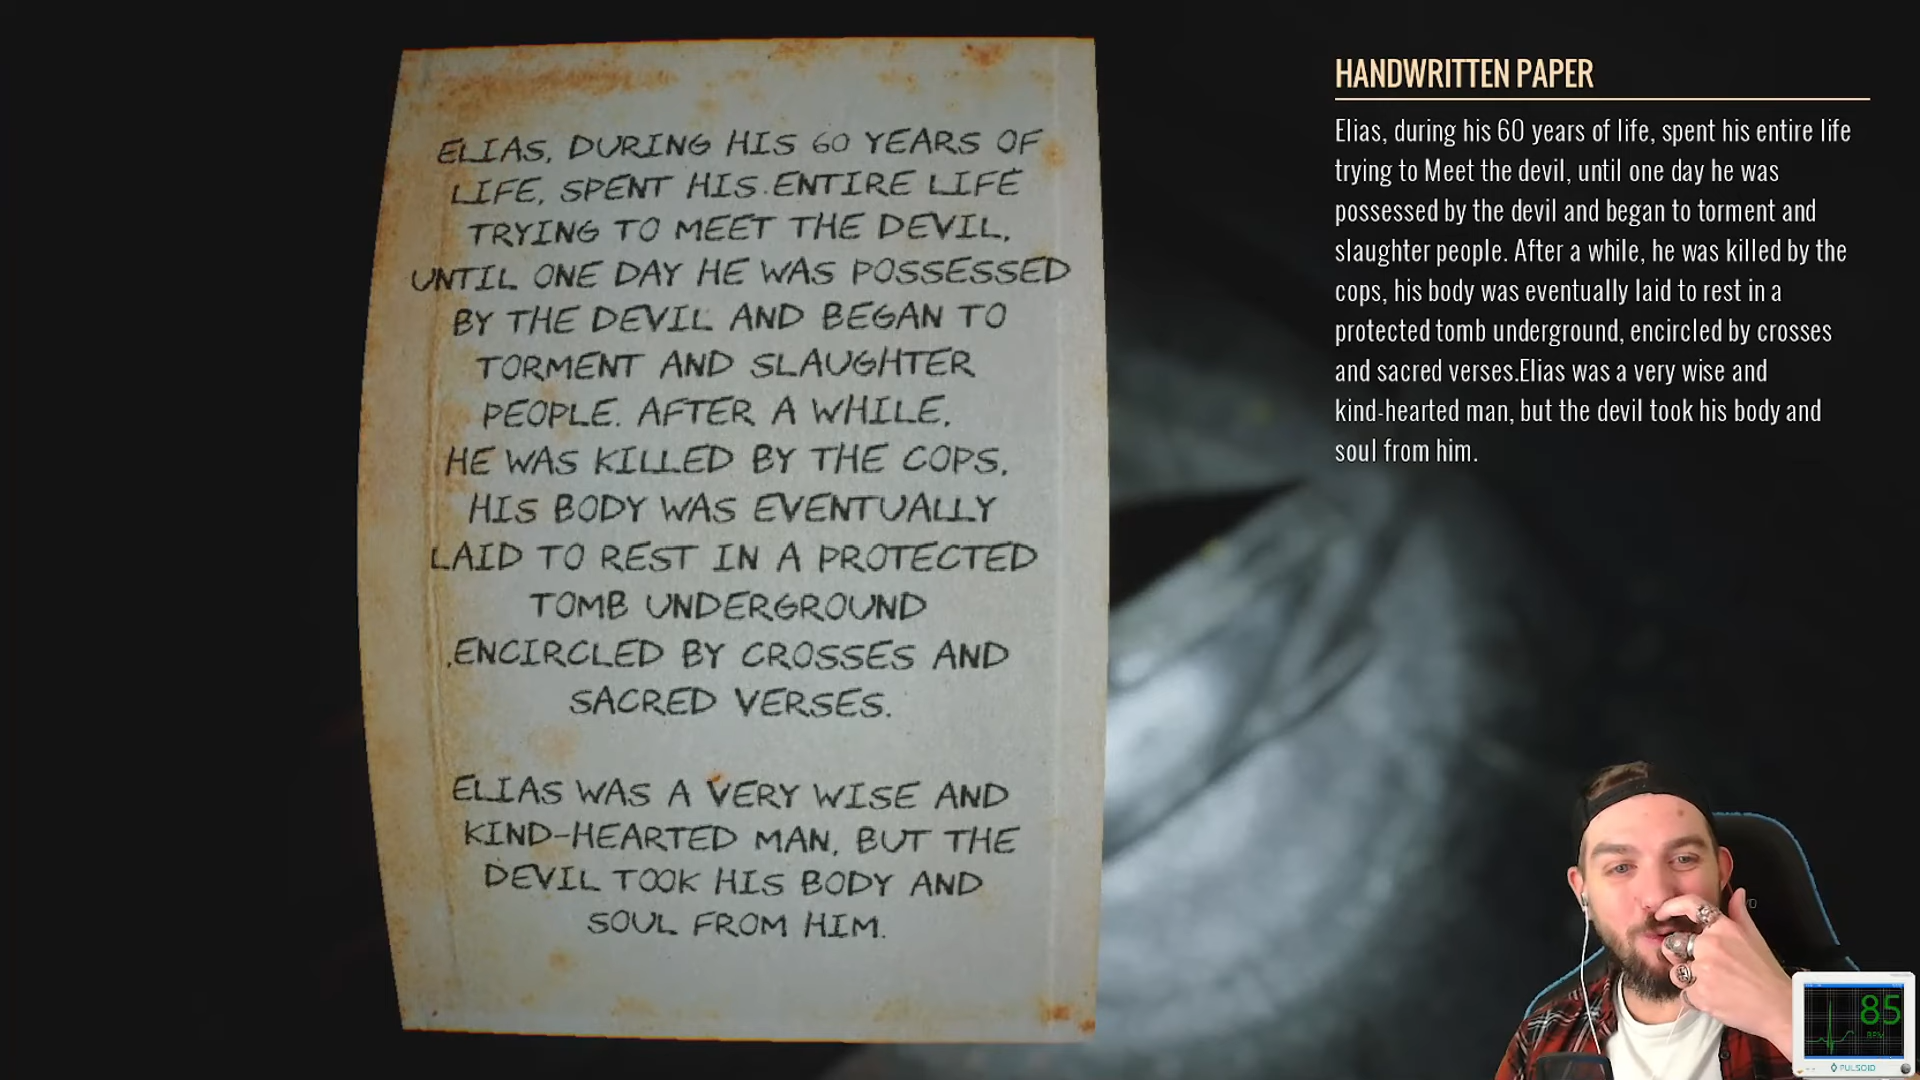 ELIAS, DURING HIS 60 YEARS OF
LIFE, SPENT HIS ENTIRE LIFE
TRYING TO MEET THE DEVIL,
UNTIL ONE DAY HE WAS POSSESSED
BY THE DEVIL AND BEGAN TO
TORMENT AND SLAUGHTER
PEOPLE. AFTER A WHILE,
HE WAS KILLED BY THE COPS,
HIS BODY WAS EVENTUALLY
LAID TO REST IN A PROTECTED
TOMB UNDERGROUND
,ENCIRCLED BY CROSSES AND
SACRED VERSES.
ELIAS WAS A VERY WISE AND
KIND-HEARTED MAN, BUT THE
DEVIL TOOK HIS BODY AND
SOUL FROM HIM.
HANDWRITTEN PAPER
Elias, during his 60 years of life, spent his entire life
trying to Meet the devil, until one day he was
possessed by the devil and began to torment and
slaughter people. After a while, he was killed by the
cops, his body was eventually laid to rest in a
protected tomb underground, encircled by crosses
and sacred verses.Elias was a very wise and
kind-hearted man, but the devil took his body and
soul from him.
85
BPM
PULSOID